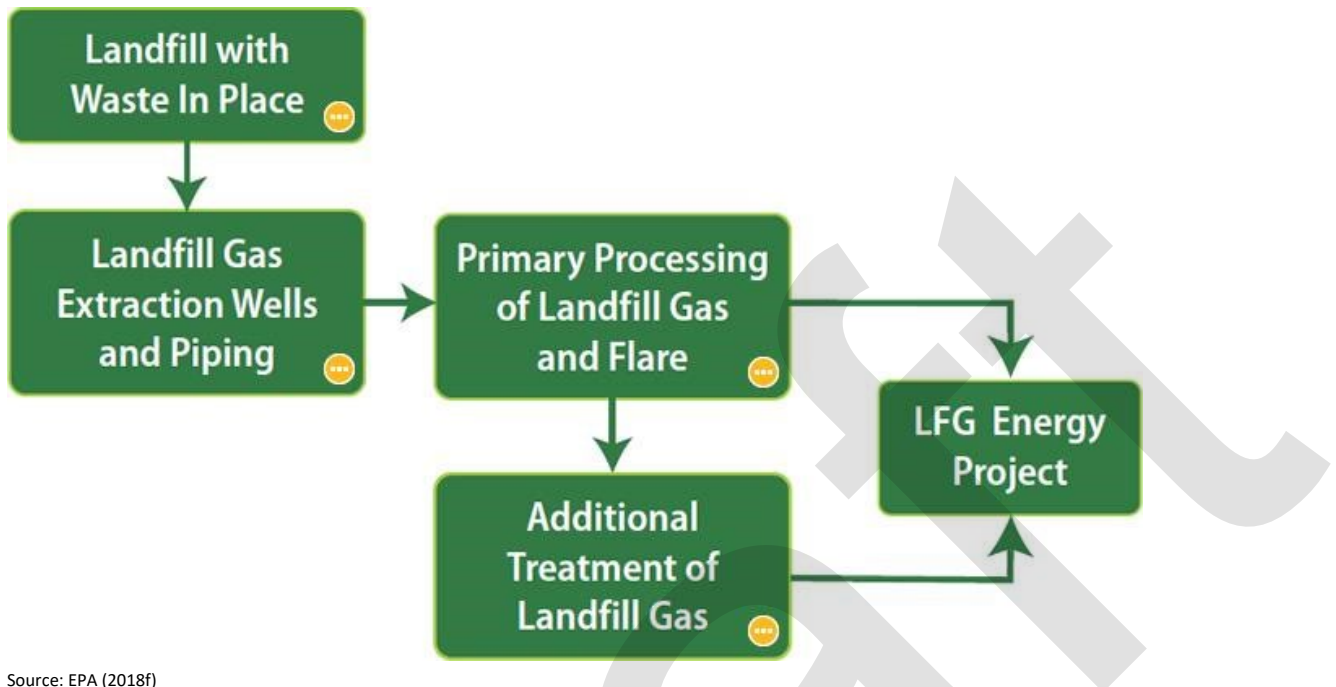 Landfill with
Waste In Place
Landfill Gas
Extraction Wells
and Piping
Primary Processing
of Landfill Gas
and Flare
LFG Energy
Project
Additional
Treatment of
Landfill Gas
Source: EPA (2018f)